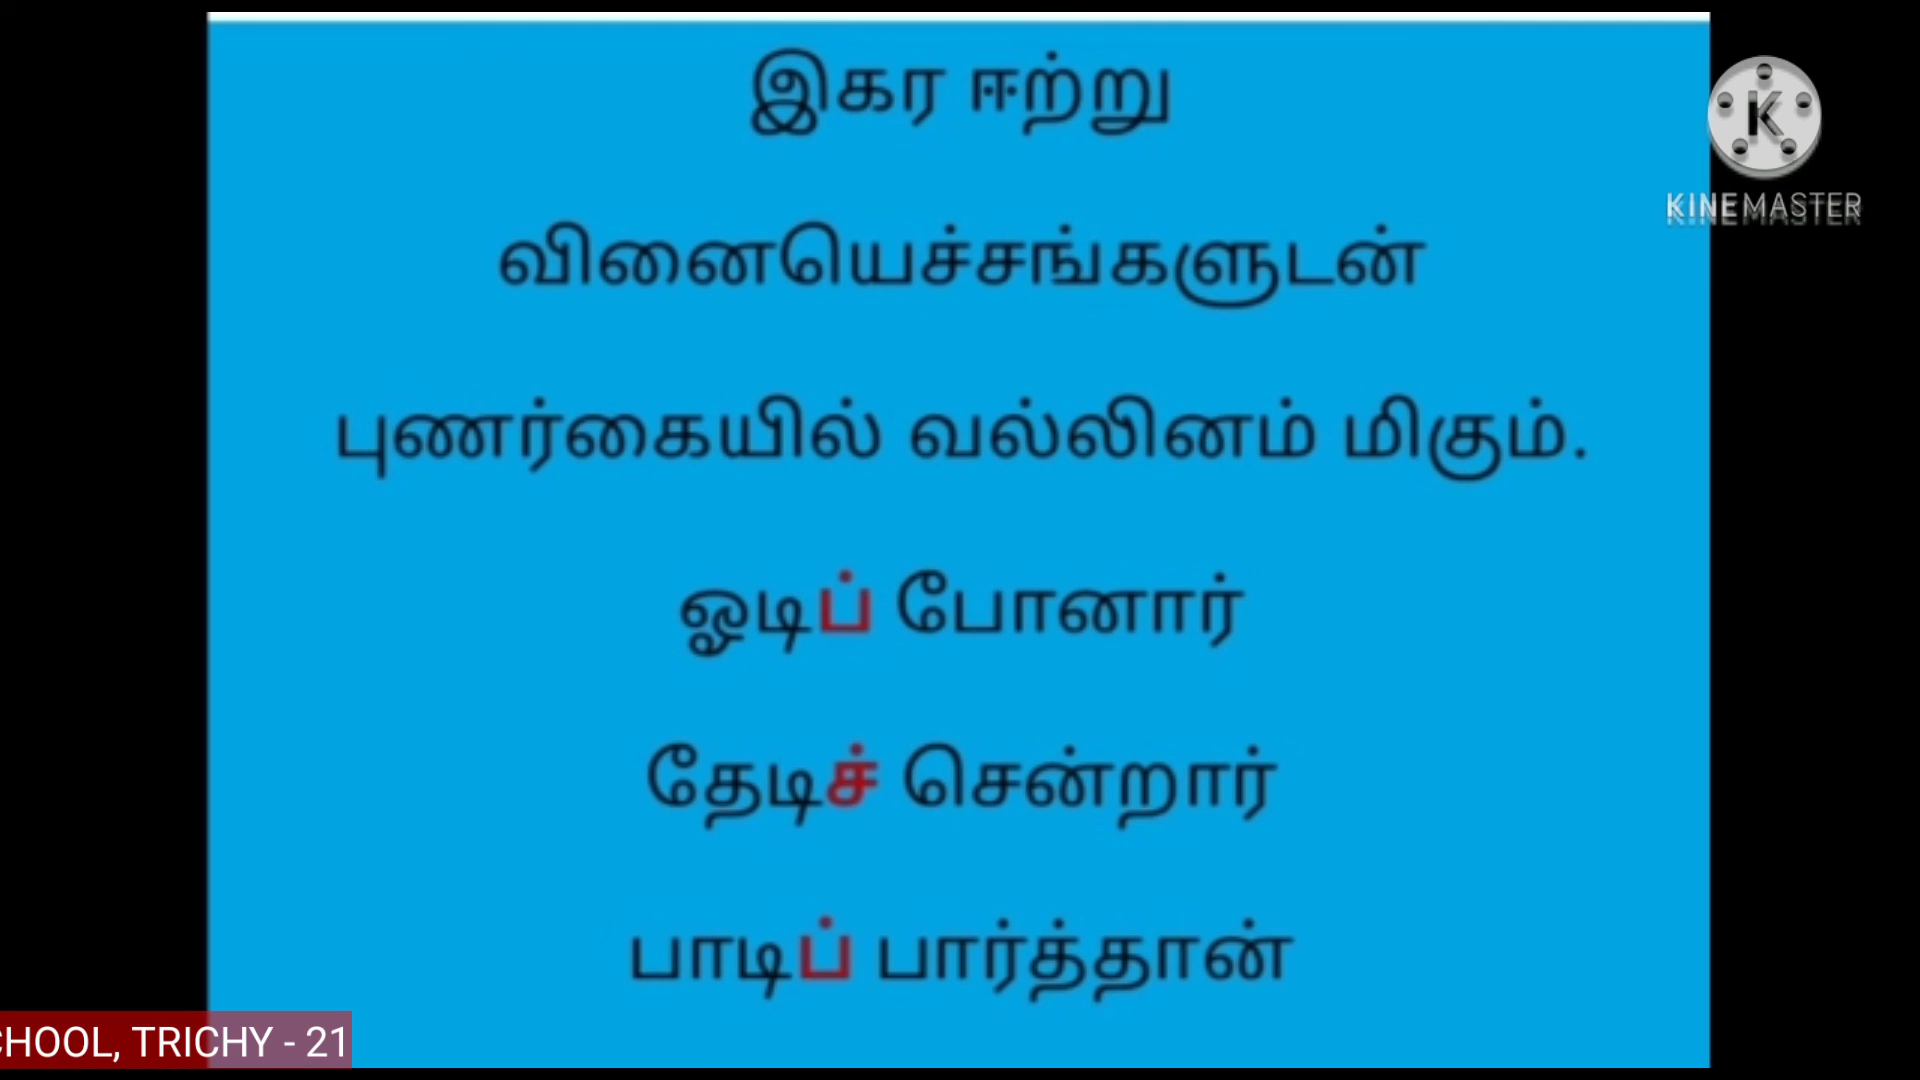 இகர ஈற்று
வினையெச்சங்களுடன்
புணர்கையில் வல்லினம் மிகும்.
ஓடிப் போனார்
தேடிச் சென்றார்
பாடிப் பார்த்தான்
K
KINEMASTER
CHOOL, TRICHY - 21